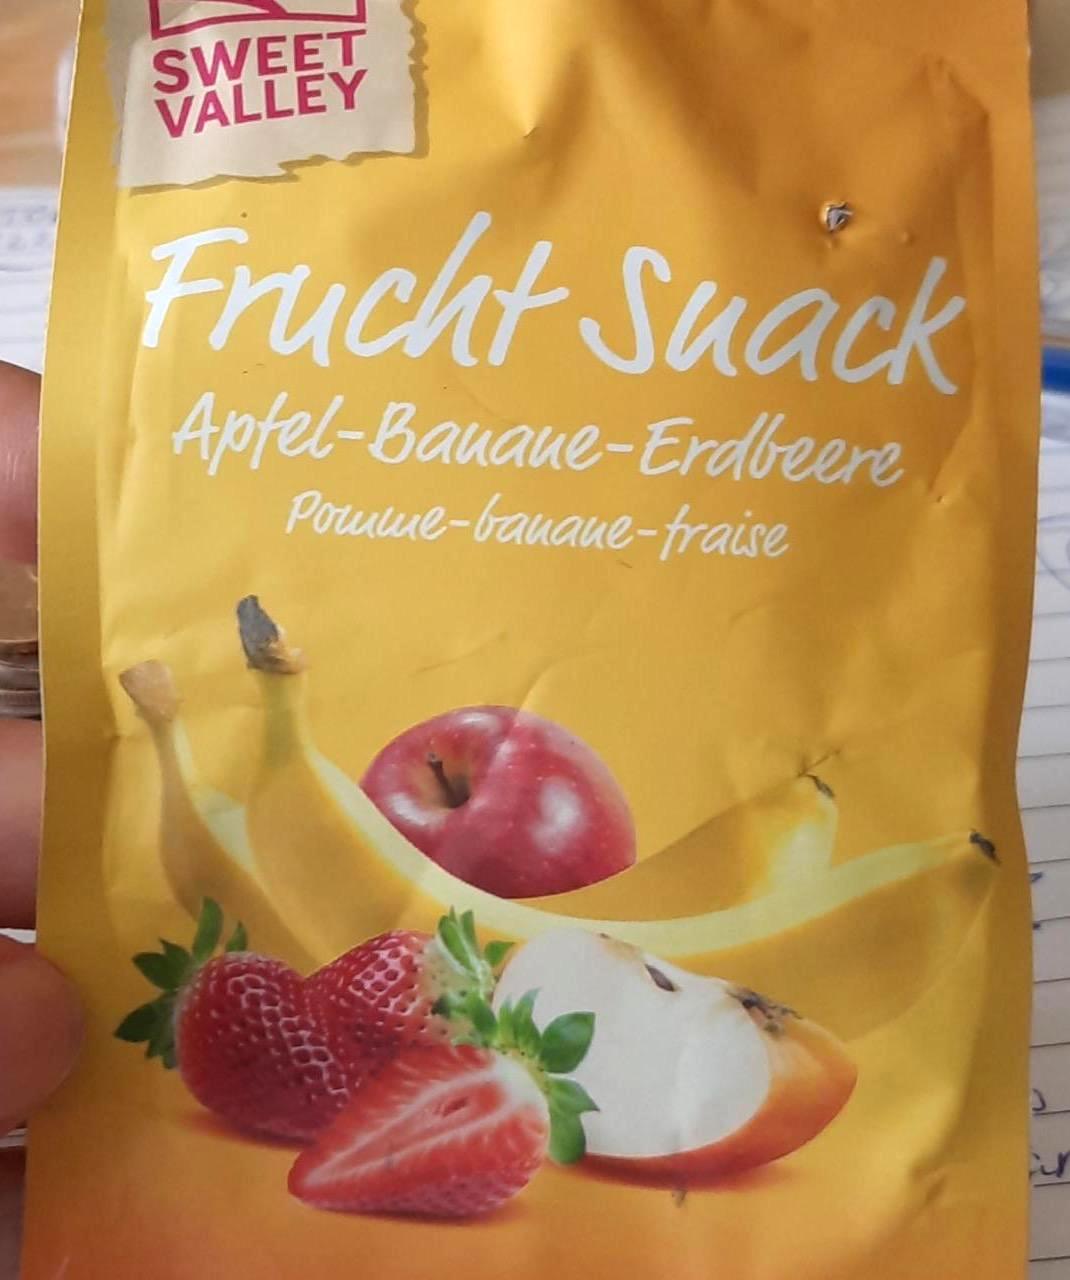 SWEET
VALLEY
Frucht Snack
Apfel-Banane-Erdbeere
Pomme-banane-fraise